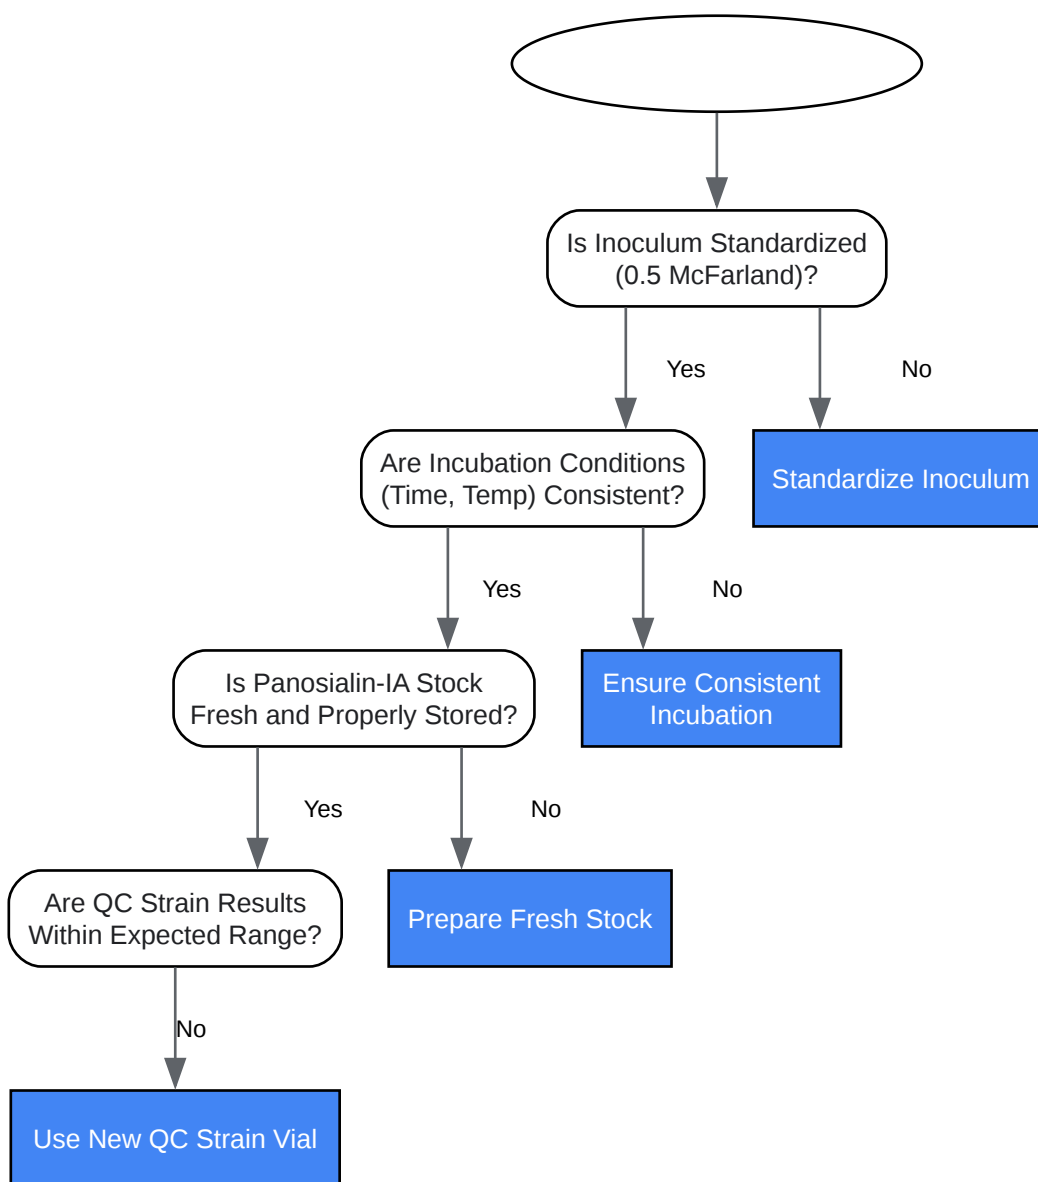 Is Inoculum Standardized
(0.5 McFarland)?
Yes
No
Are Incubation Conditions
(Time, Temp) Consistent?
Standardize Inoculum
Yes
No
Is Panosialin-IA Stock
Fresh and Properly Stored?
Ensure Consistent
Incubation
Yes
No
Are QC Strain Results
Within Expected Range?
Prepare Fresh Stock
No
Use New QC Strain Vial